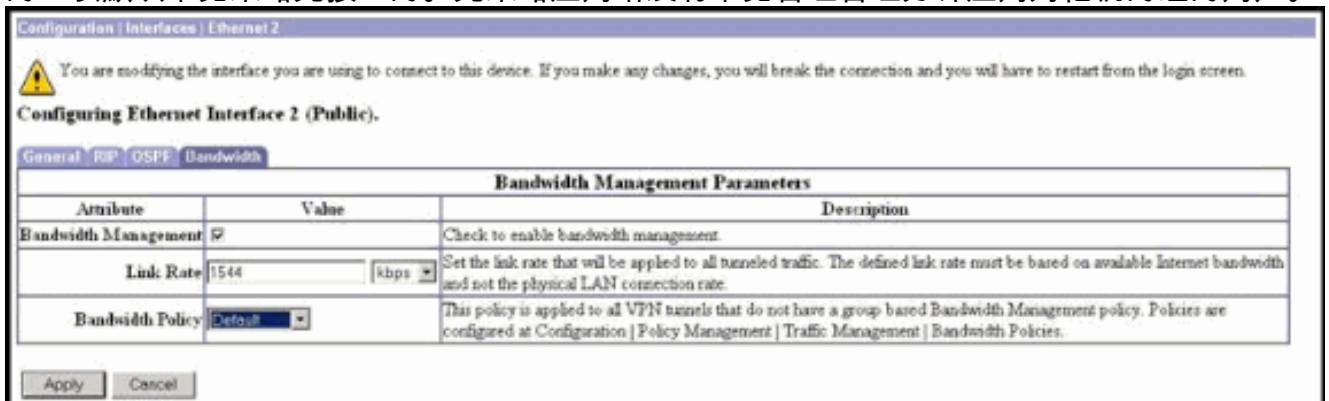 Configuration | Interfaces | Ethernet 2
You are modifying the interface you are using to connect to this device. If you make any changes, you will break the connection and you will have to restart from the login screen.
Configuring Ethernet Interface 2 (Public).
General RIP OSPF Bandwidth
Bandwidth Management Parameters
Attribute Value Description
Bandwidth Management Check to enable bandwidth management.
Link Rate 1544 kbps Set the link rate that will be applied to all tunneled traffic. The defined link rate must be based on available Internet bandwidth
and not the physical LAN connection rate.
Bandwidth Policy Default This policy is applied to all VPN tunnels that do not have a group based Bandwidth Management policy. Policies are
configured at Configuration | Policy Management | Traffic Management | Bandwidth Policies.
Apply Cancel